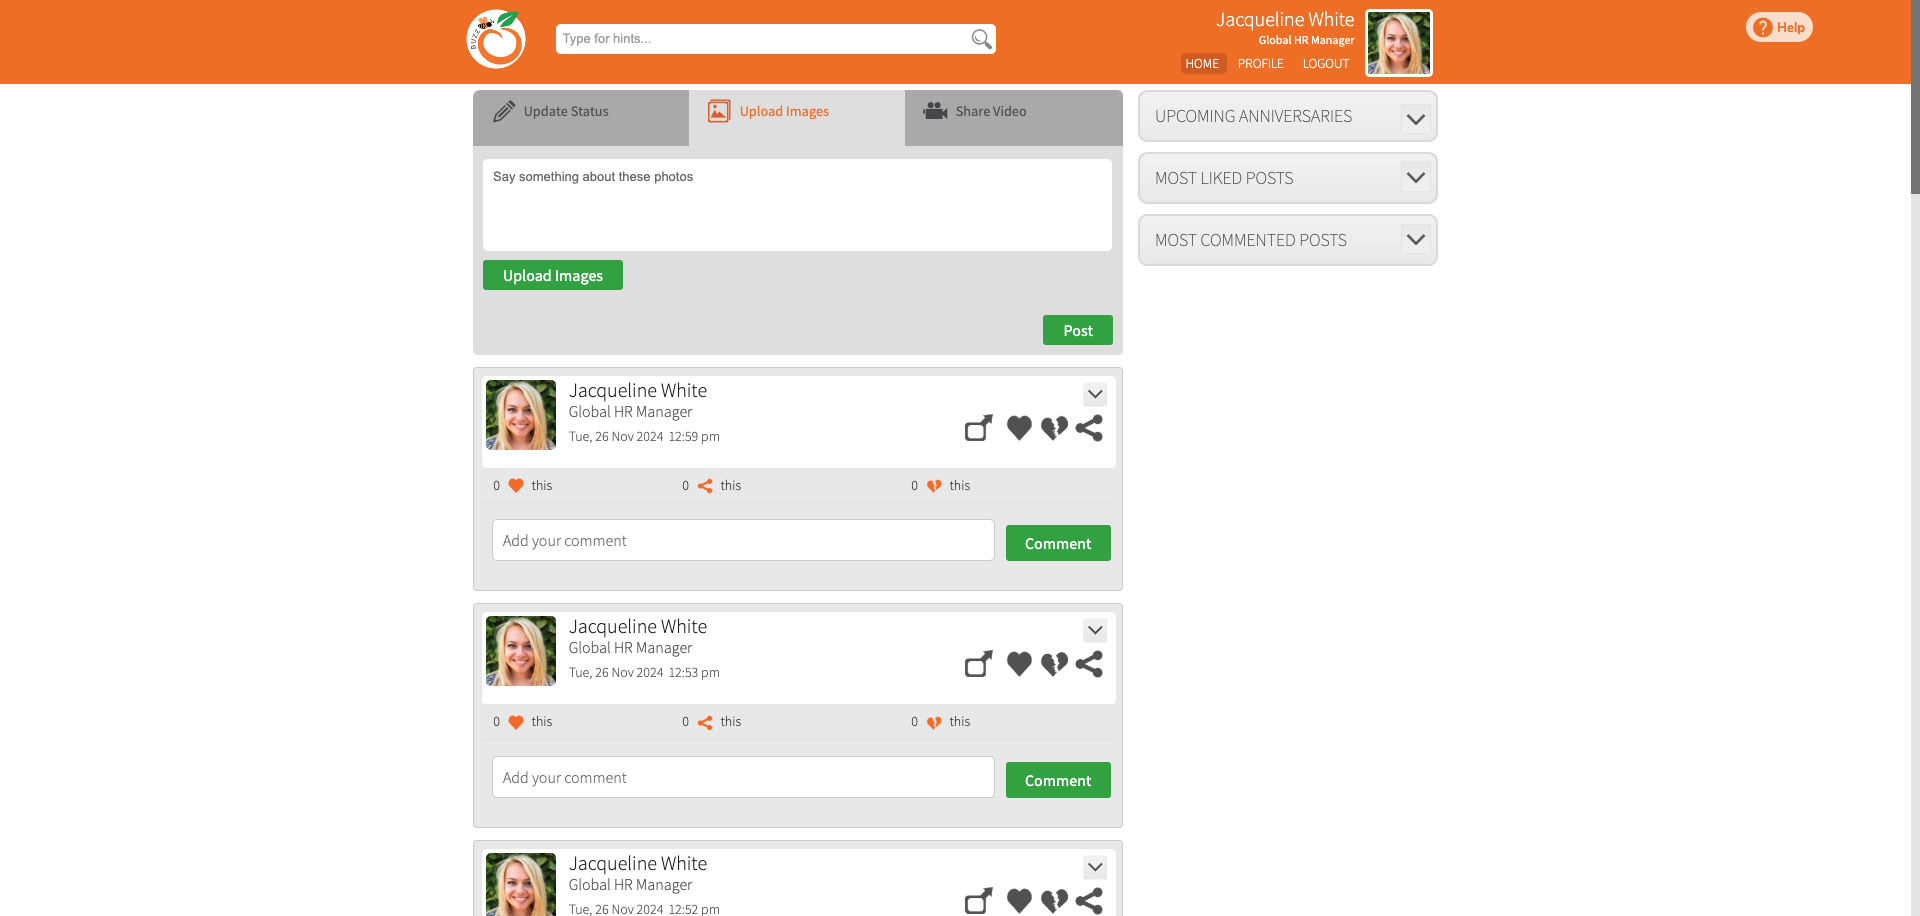 BUZZ
Type for hints...
Jacqueline White
Global HR Manager
HOME PROFILE LOGOUT
? Help
Update Status
Upload Images
Share Video
Say something about these photos
Upload Images
Post
UPCOMING ANNIVERSARIES
MOST LIKED POSTS
MOST COMMENTED POSTS
Jacqueline White
Global HR Manager
Tue, 26 Nov 2024 12:59 pm
0 this 0 this 0 this
Add your comment
Comment
Jacqueline White
Global HR Manager
Tue, 26 Nov 2024 12:53 pm
0 this 0 this 0 this
Add your comment
Comment
Jacqueline White
Global HR Manager
Tue, 26 Nov 2024 12:52 pm